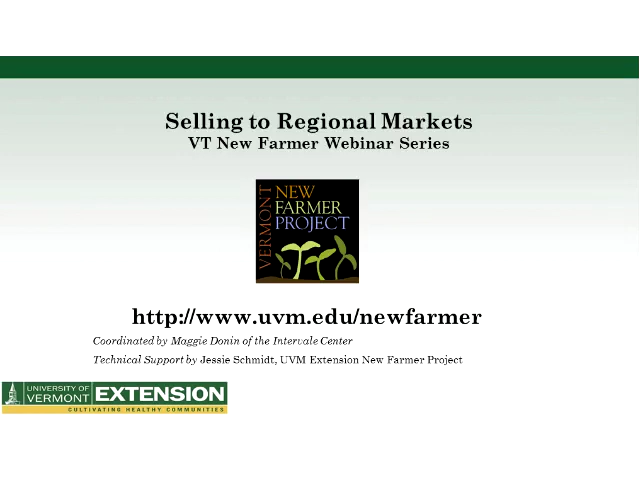 Selling to Regional Markets
VT New Farmer Webinar Series
VERMONT
NEW
FARMER
PROJECT
http://www.uvm.edu/newfarmer
Coordinated by Maggie Donin of the Intervale Center
Technical Support by Jessie Schmidt, UVM Extension New Farmer Project
UNIVERSITY OF
VERMONT
EXTENSION
CULTIVATING HEALTHY COMMUNITIES